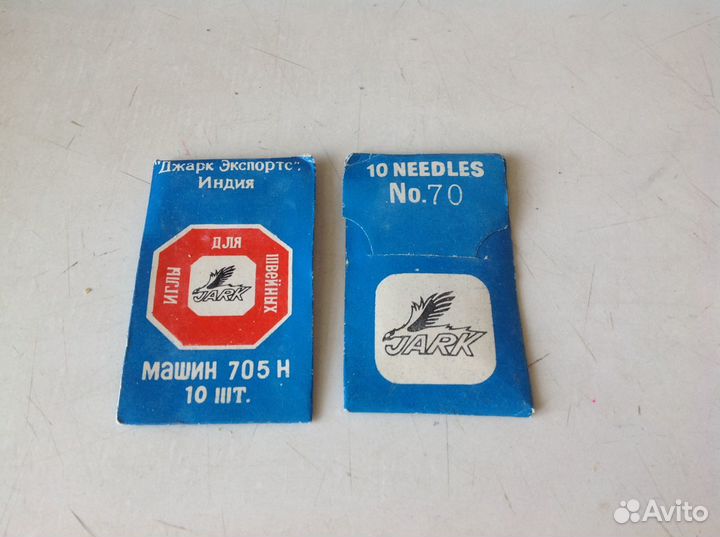 "Джарк Экспортс",
Индия
ИГЛЫ ДЛЯ ШВЕЙНЫХ
JARK
машин 705 Н
10 шт.
10 NEEDLES
No. 70
JARK
Avito